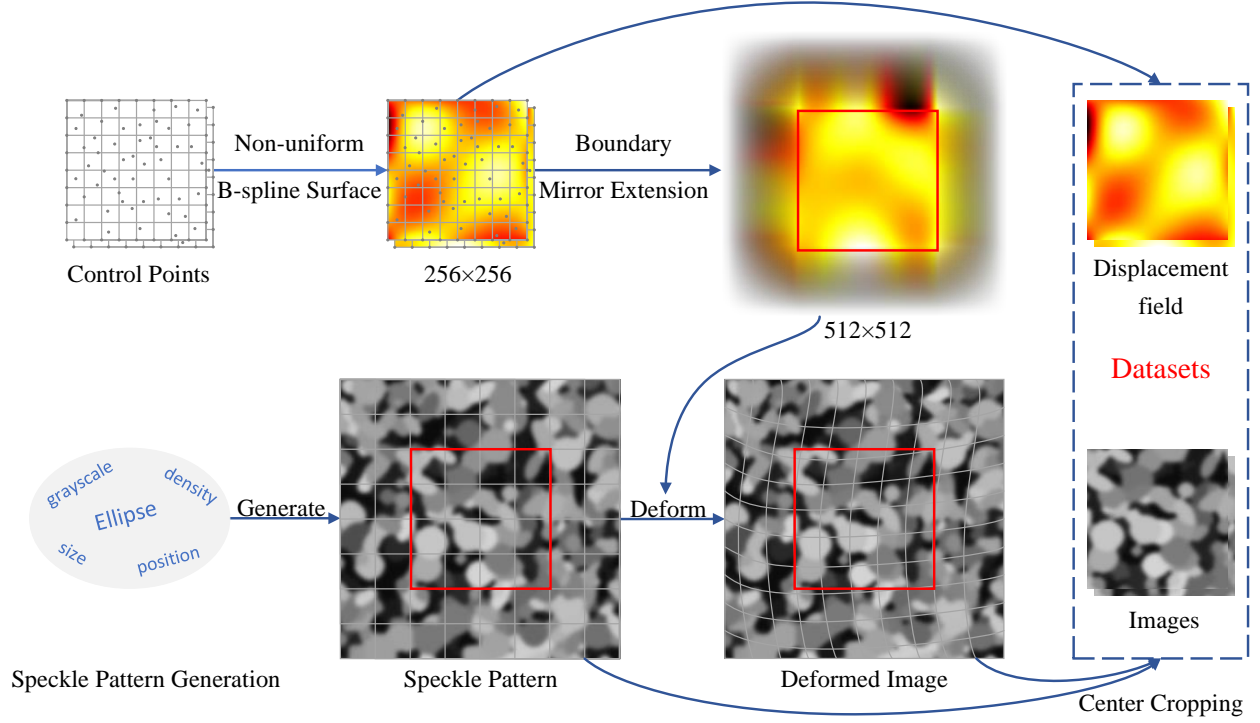 Non-uniform
B-spline Surface
Boundary
Mirror Extension
Control Points
256×256
512×512
Displacement
field
Datasets
grayscale
density
Ellipse
size
position
Generate
Deform
Images
Speckle Pattern Generation
Speckle Pattern
Deformed Image
Center Cropping